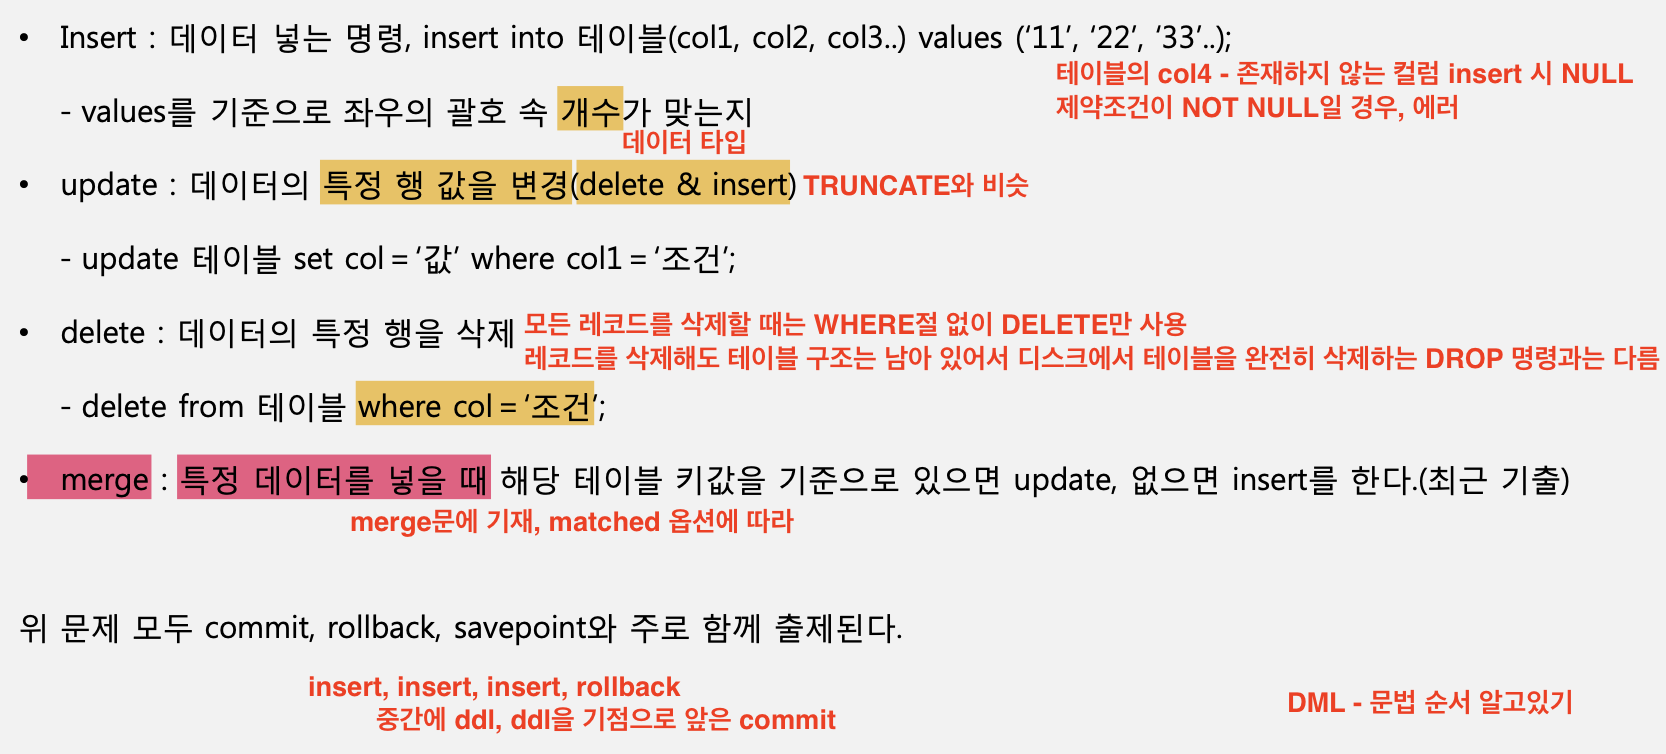 • Insert : 데이터 넣는 명령, insert into 테이블(col1, col2, col3..) values (‘11’, ‘22’, ‘33’..);
테이블의 col4 - 존재하지 않는 컬럼 insert 시 NULL
제약조건이 NOT NULL일 경우, 에러
- values를 기준으로 좌우의 괄호 속 개수가 맞는지
데이터 타입
• update : 데이터의 특정 행 값을 변경(delete & insert) TRUNCATE와 비슷
- update 테이블 set col = ‘값’ where col1 = ‘조건’;
• delete : 데이터의 특정 행을 삭제
모든 레코드를 삭제할 때는 WHERE절 없이 DELETE만 사용
레코드를 삭제해도 테이블 구조는 남아 있어서 디스크에서 테이블을 완전히 삭제하는 DROP 명령과는 다름
- delete from 테이블 where col = ‘조건’;
• merge : 특정 데이터를 넣을 때 해당 테이블 키값을 기준으로 있으면 update, 없으면 insert를 한다.(최근 기출)
merge문에 기재, matched 옵션에 따라
위 문제 모두 commit, rollback, savepoint와 주로 함께 출제된다.
insert, insert, insert, rollback
중간에 ddl, ddl을 기점으로 앞은 commit
DML - 문법 순서 알고있기